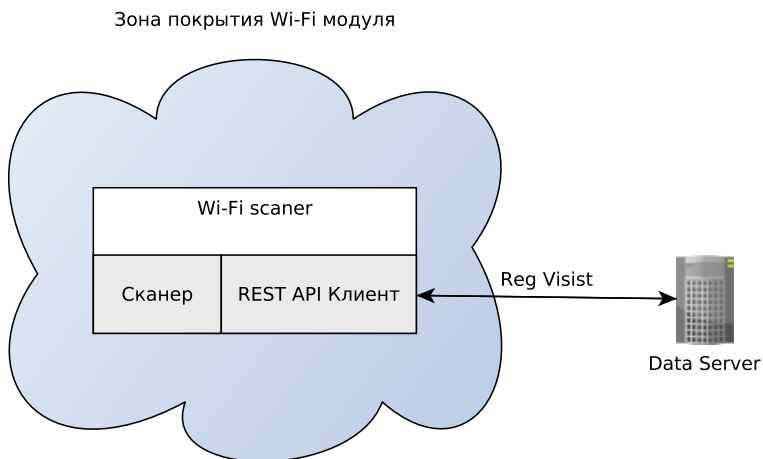 Зона покрытия Wi-Fi модуля
Wi-Fi scaner
Сканер
REST API Клиент
Reg Visist
Data Server